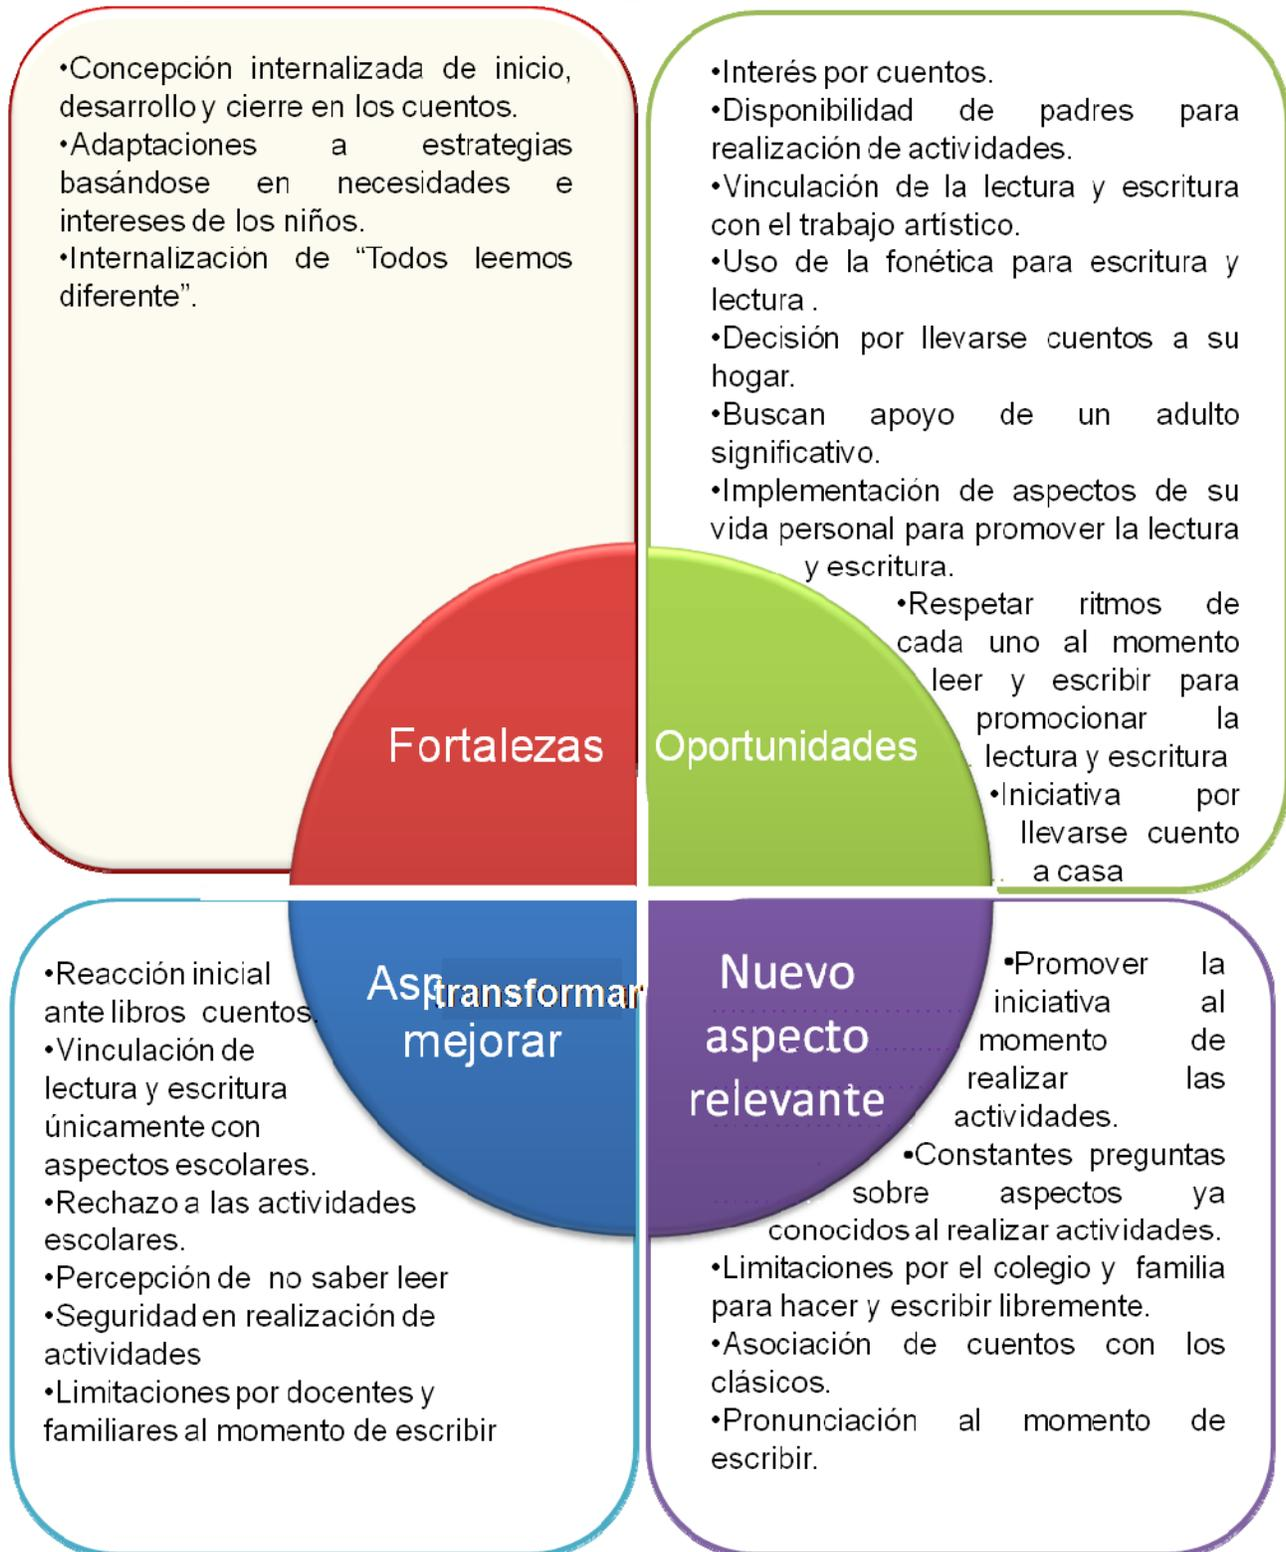 •Concepción internalizada de inicio,
desarrollo y cierre en los cuentos.
•Adaptaciones a estrategias
basándose en necesidades e
intereses de los niños.
•Internalización de “Todos leemos
diferente”.
Fortalezas
•Interés por cuentos.
•Disponibilidad de padres para
realización de actividades.
•Vinculación de la lectura y escritura
con el trabajo artístico.
•Uso de la fonética para escritura y
lectura .
•Decisión por llevarse cuentos a su
hogar.
•Buscan apoyo de un adulto
significativo.
•Implementación de aspectos de su
vida personal para promover la lectura
y escritura.
•Respetar ritmos de
cada uno al momento
leer y escribir para
promocionar la
lectura y escritura
•Iniciativa por
llevarse cuento
a casa
Oportunidades
•Reacción inicial
ante libros cuentos.
•Vinculación de
lectura y escritura
únicamente con
aspectos escolares.
•Rechazo a las actividades
escolares.
•Percepción de no saber leer
•Seguridad en realización de
actividades
•Limitaciones por docentes y
familiares al momento de escribir
transformar
mejorar
Nuevo
aspecto
relevante
•Promover la
iniciativa al
momento de
realizar las
actividades.
•Constantes preguntas
sobre aspectos ya
conocidos al realizar actividades.
•Limitaciones por el colegio y familia
para hacer y escribir libremente.
•Asociación de cuentos con los
clásicos.
•Pronunciación al momento de
escribir.